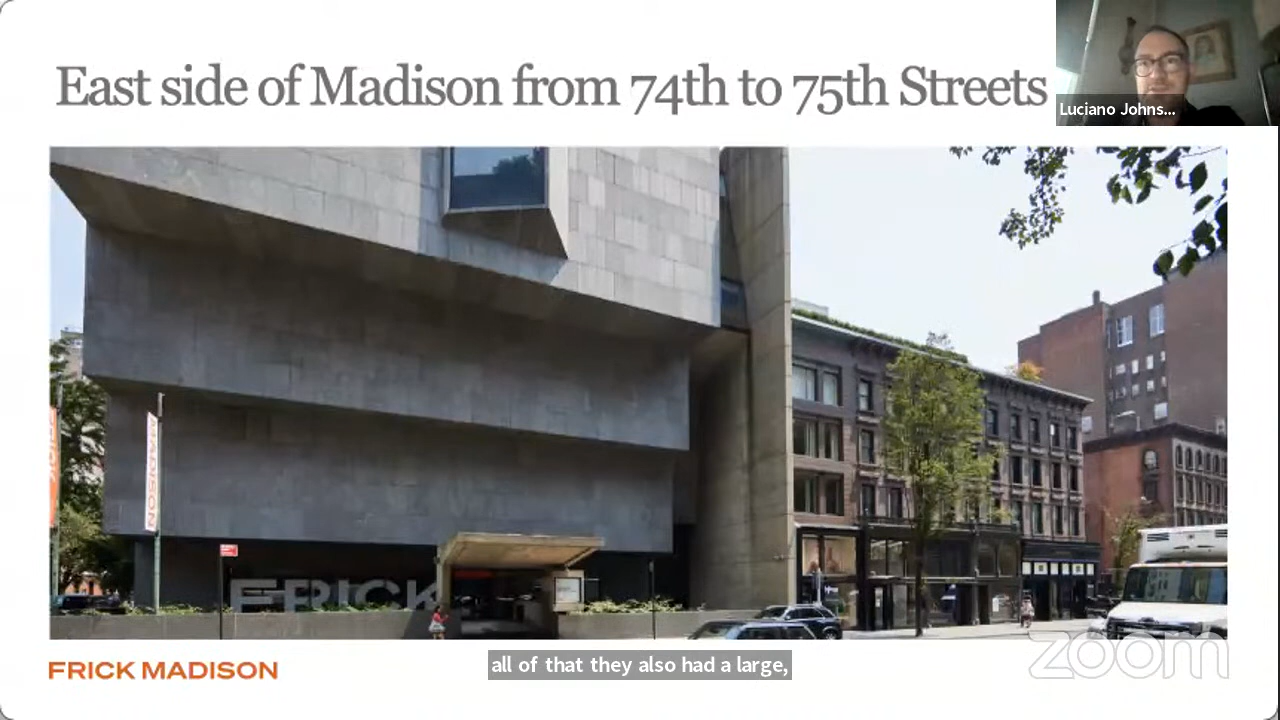 East side of Madison from 74th to 75th Streets
Luciano Johns...
MADISON
FRICK
FRICK MADISON
all of that they also had a large,
zoom